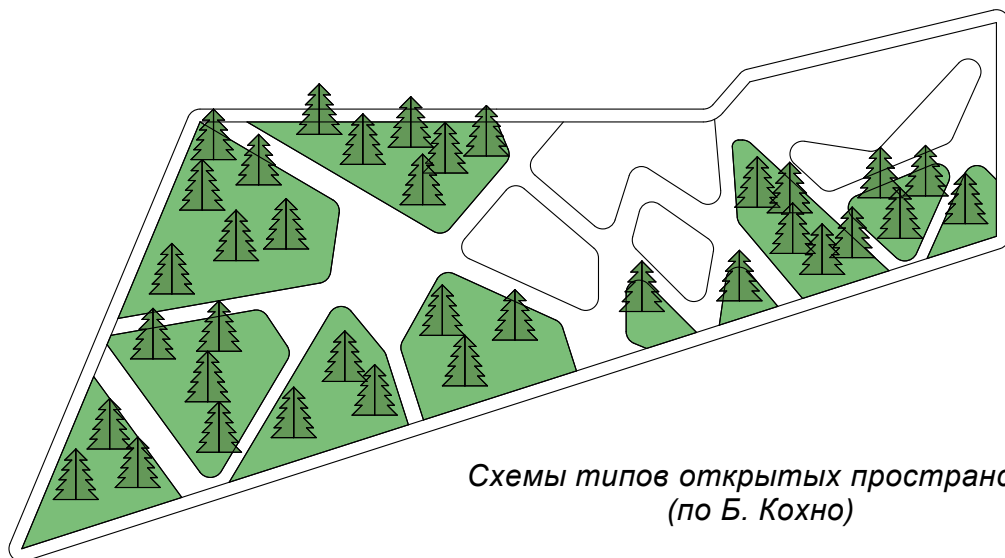 Схемы типов открытых пространс
(по Б. Кохно)